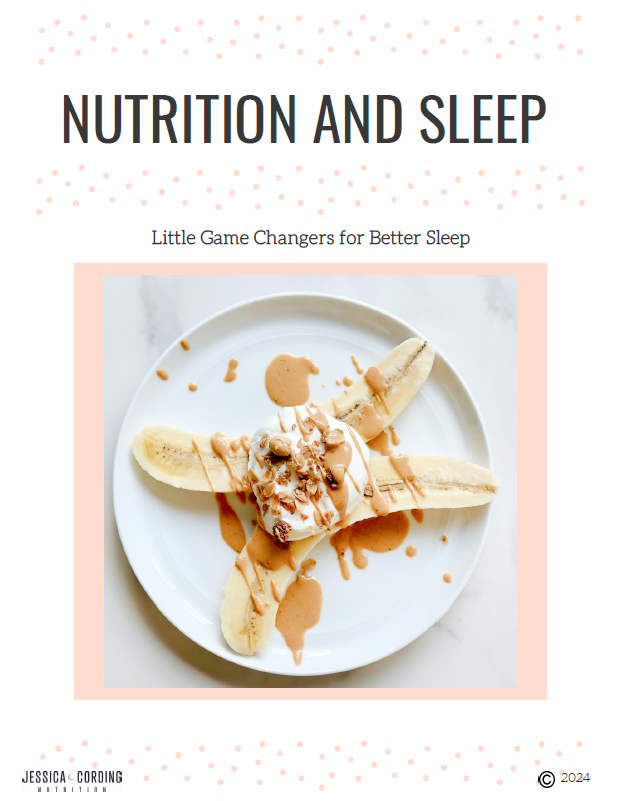 NUTRITION AND SLEEP
Little Game Changers for Better Sleep
JESSICA CORDING
NUTRITION
© 2024